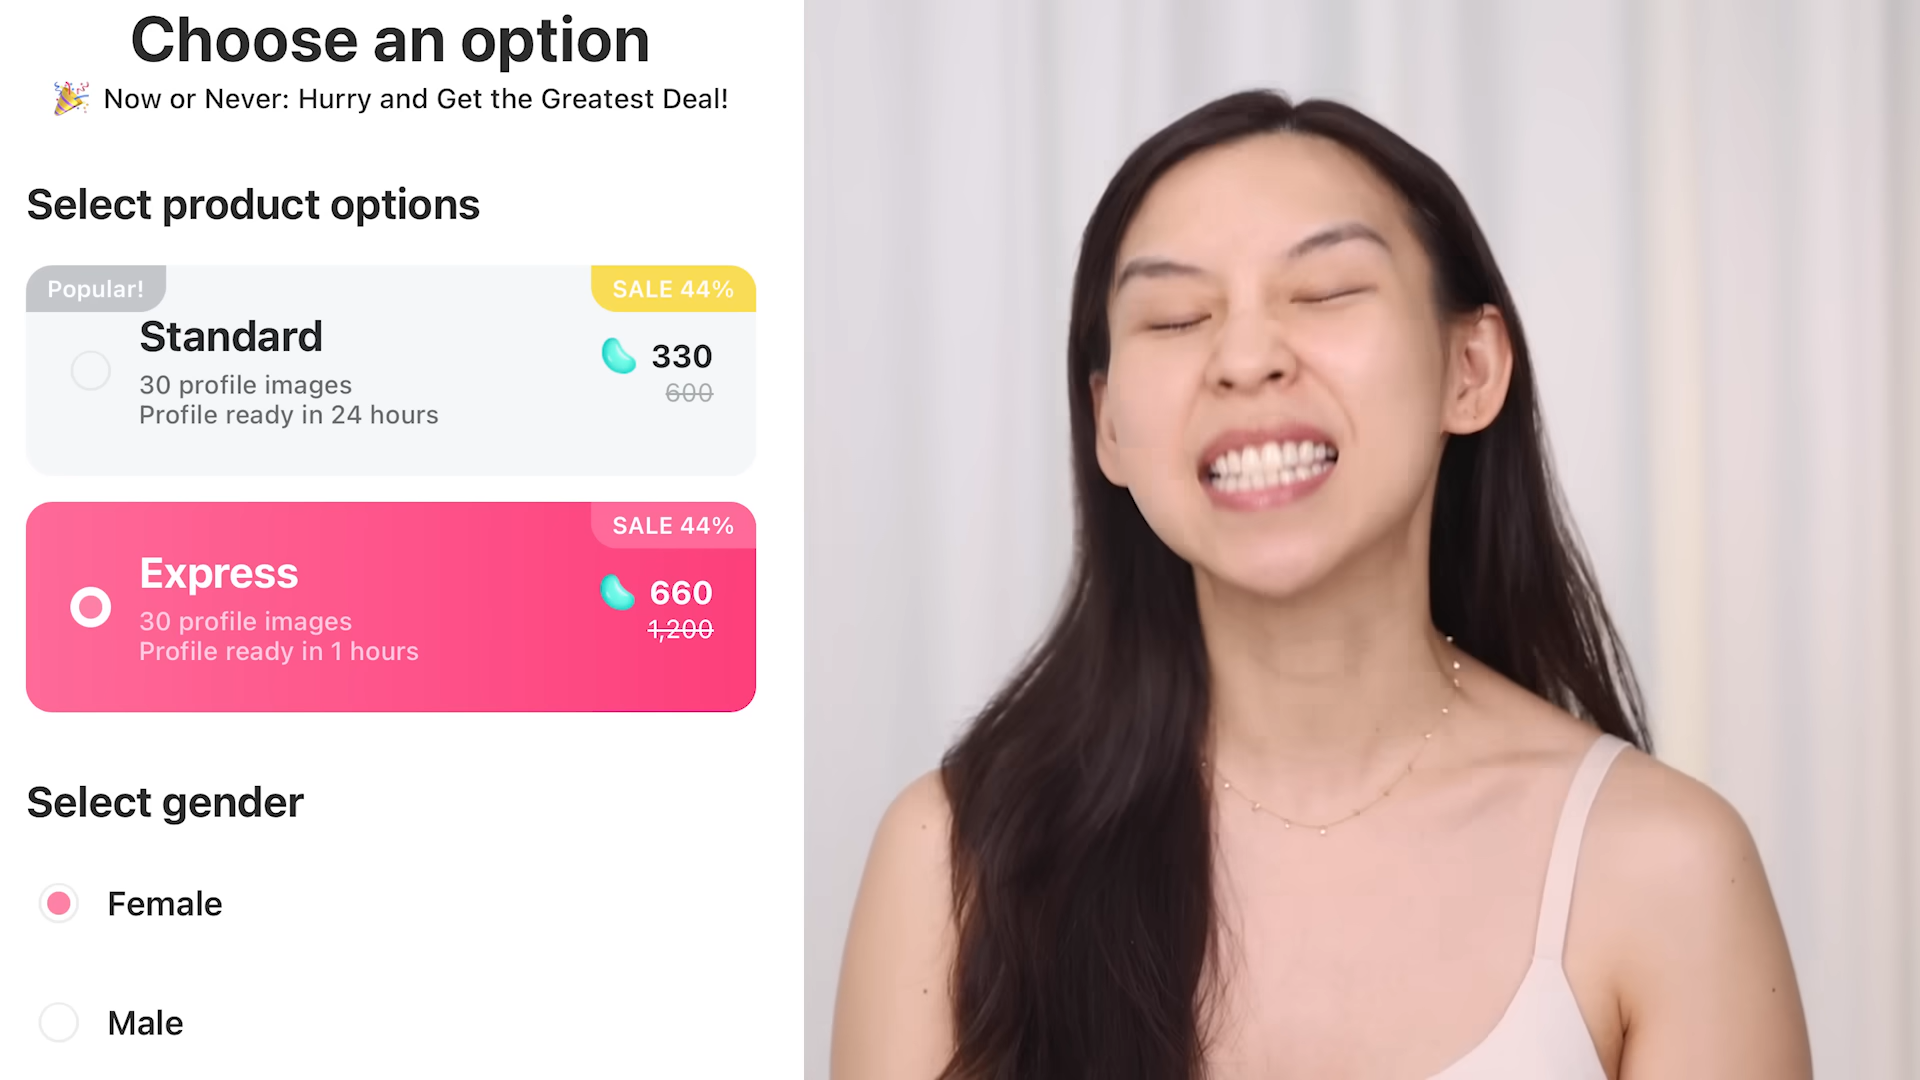 Choose an option
🎉 Now or Never: Hurry and Get the Greatest Deal!
Select product options
Popular!
SALE 44%
Standard
330
600
30 profile images
Profile ready in 24 hours
SALE 44%
Express
660
1,200
30 profile images
Profile ready in 1 hours
Select gender
Female
Male